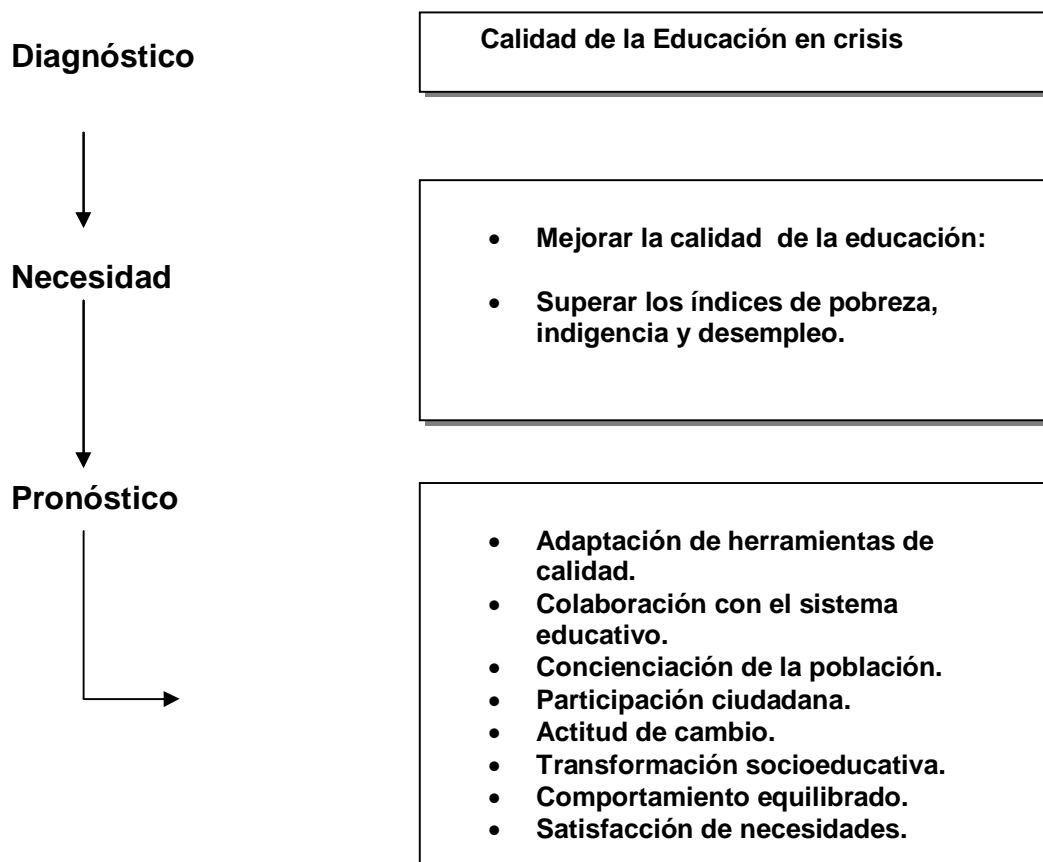 Diagnóstico
Calidad de la Educación en crisis
Necesidad
• Mejorar la calidad  de la educación:
• Superar los índices de pobreza,
indigencia y desempleo.
Pronóstico
• Adaptación de herramientas de
calidad.
• Colaboración con el sistema
educativo.
• Concienciación de la población.
• Participación ciudadana.
• Actitud de cambio.
• Transformación socioeducativa.
• Comportamiento equilibrado.
• Satisfacción de necesidades.